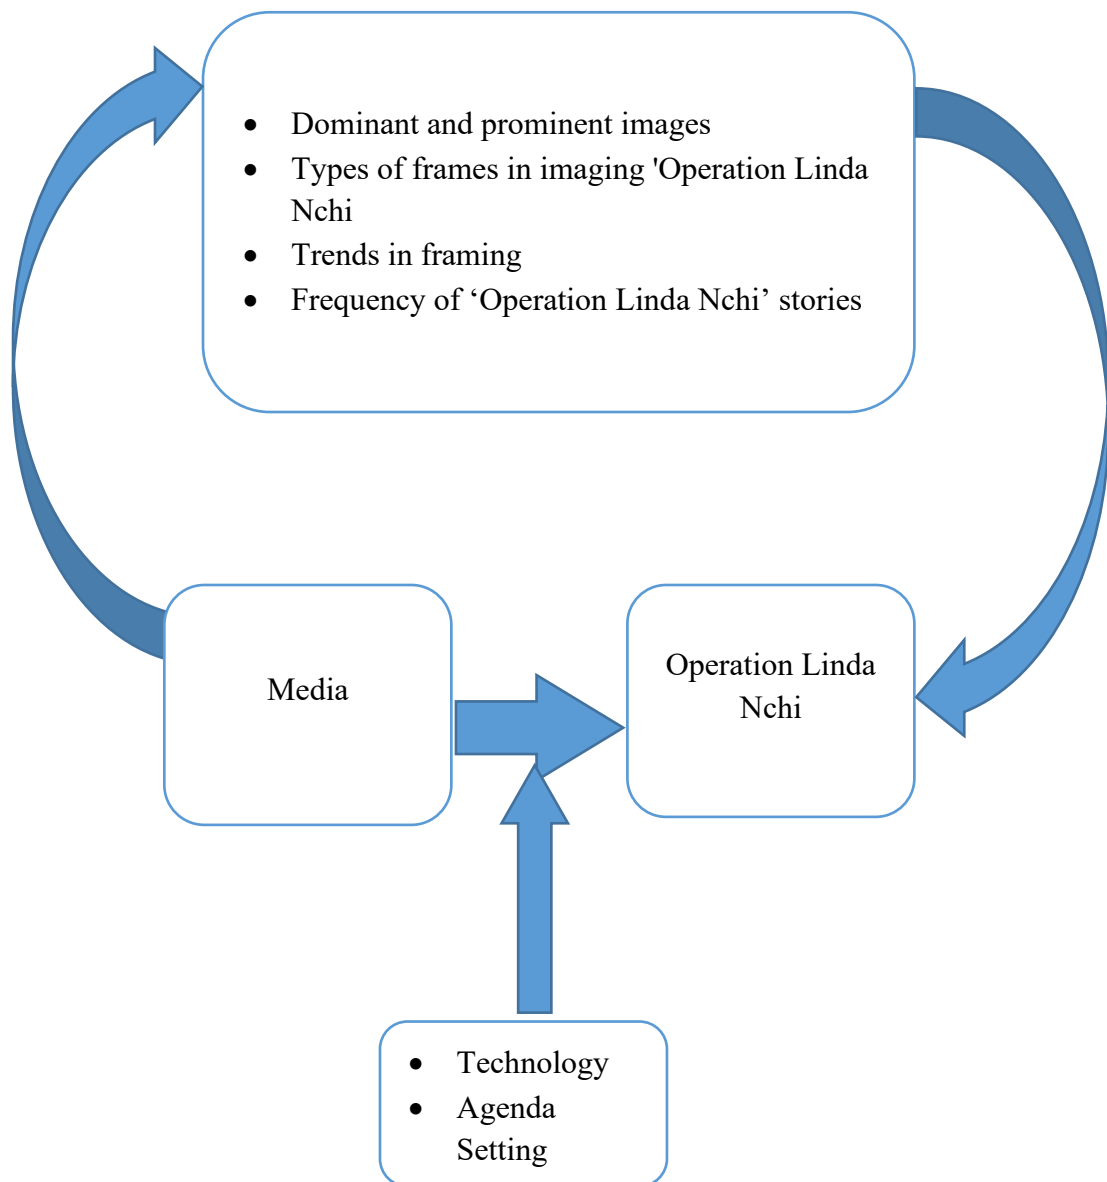 • Dominant and prominent images
• Types of frames in imaging 'Operation Linda
Nchi
• Trends in framing
• Frequency of ‘Operation Linda Nchi’ stories
Media
Operation Linda
Nchi
• Technology
• Agenda
Setting